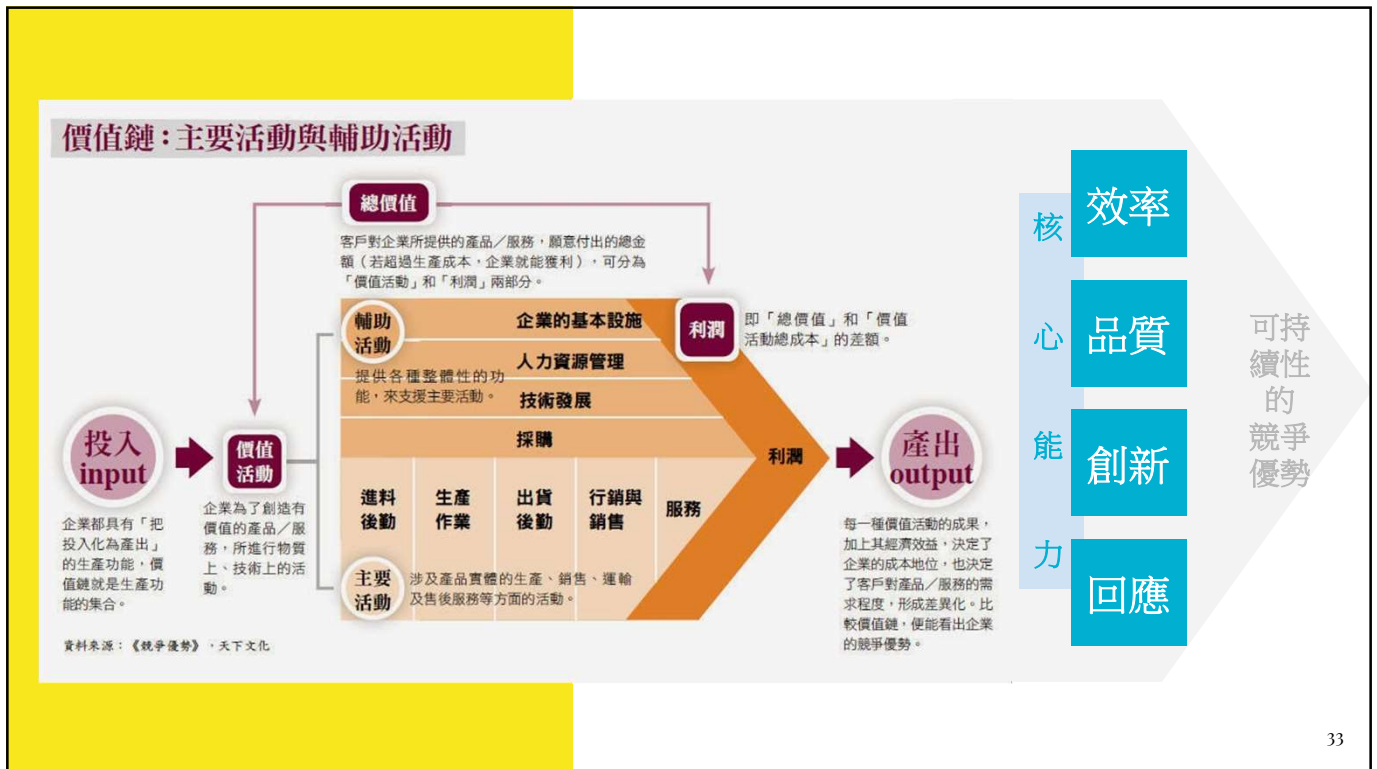 價值鏈：主要活動與輔助活動
總價值
客戶對企業所提供的產品／服務，願意付出的總金
額（若超過生產成本，企業就能獲利），可分為
「價值活動」和「利潤」兩部分。
輔助
活動
提供各種整體性的功
能，來支援主要活動。
企業的基本設施
人力資源管理
技術發展
採購
利潤
即「總價值」和「價值
活動總成本」的差額。
投入
input
企業都具有「把
投入化為產出」
的生產功能，價
值鏈就是生產功
能的集合。
價值
活動
企業為了創造有
價值的產品／服
務，所進行物質
上、技術上的活
動。
進料
後勤
生產
作業
出貨
後勤
行銷與
銷售
服務
利潤
主要
活動
涉及產品實體的生產、銷售、運輸
及售後服務等方面的活動。
產出
output
每一種價值活動的成果，
加上其經濟效益，決定了
企業的成本地位，也決定
了客戶對產品／服務的需
求程度，形成差異化。比
較價值鏈，便能看出企業
的競爭優勢。
資料來源：《競爭優勢》，天下文化
核
心
能
力
效率
品質
創新
回應
可持
續性
的
競爭
優勢
33